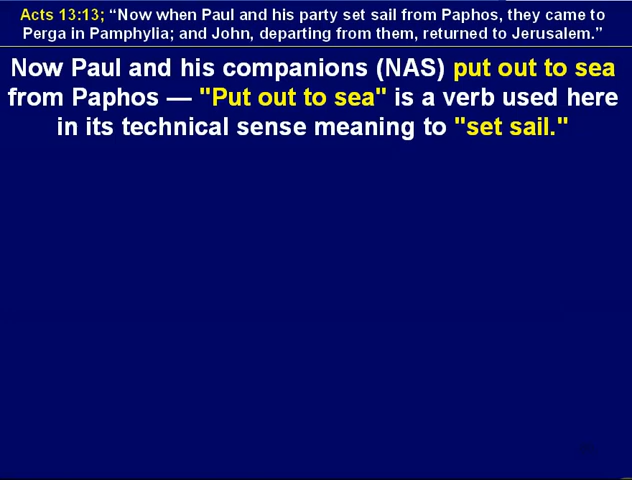 Acts 13:13; “Now when Paul and his party set sail from Paphos, they came to
Perga in Pamphylia; and John, departing from them, returned to Jerusalem.”
Now Paul and his companions (NAS) put out to sea
from Paphos — "Put out to sea" is a verb used here
in its technical sense meaning to "set sail."